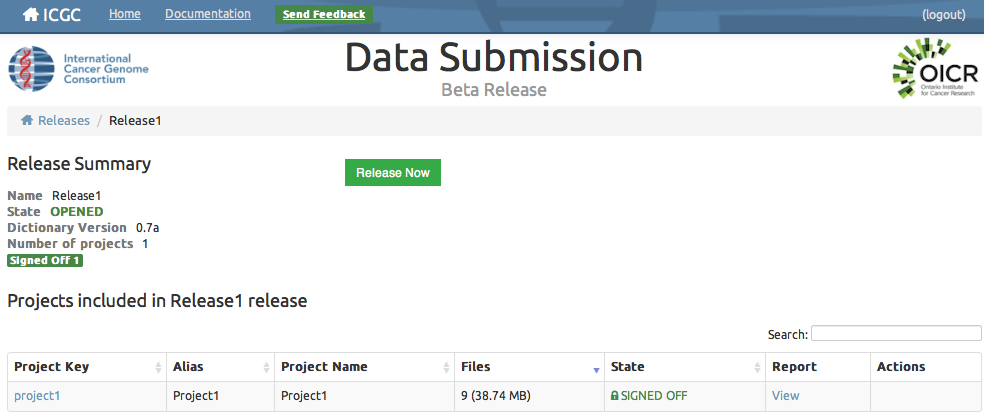 ICGC Home Documentation Send Feedback (logout)
International
Cancer Genome
Consortium
Data Submission
Beta Release
OICR
Ontario Institute
for Cancer Research
Releases / Release1
Release Summary
Release Now
Name Release1
State OPENED
Dictionary Version 0.7a
Number of projects 1
Signed Off 1
Projects included in Release1 release
Search:
Project Key Alias Project Name Files State Report Actions
project1 Project1 Project1 9 (38.74 MB) SIGNED OFF View